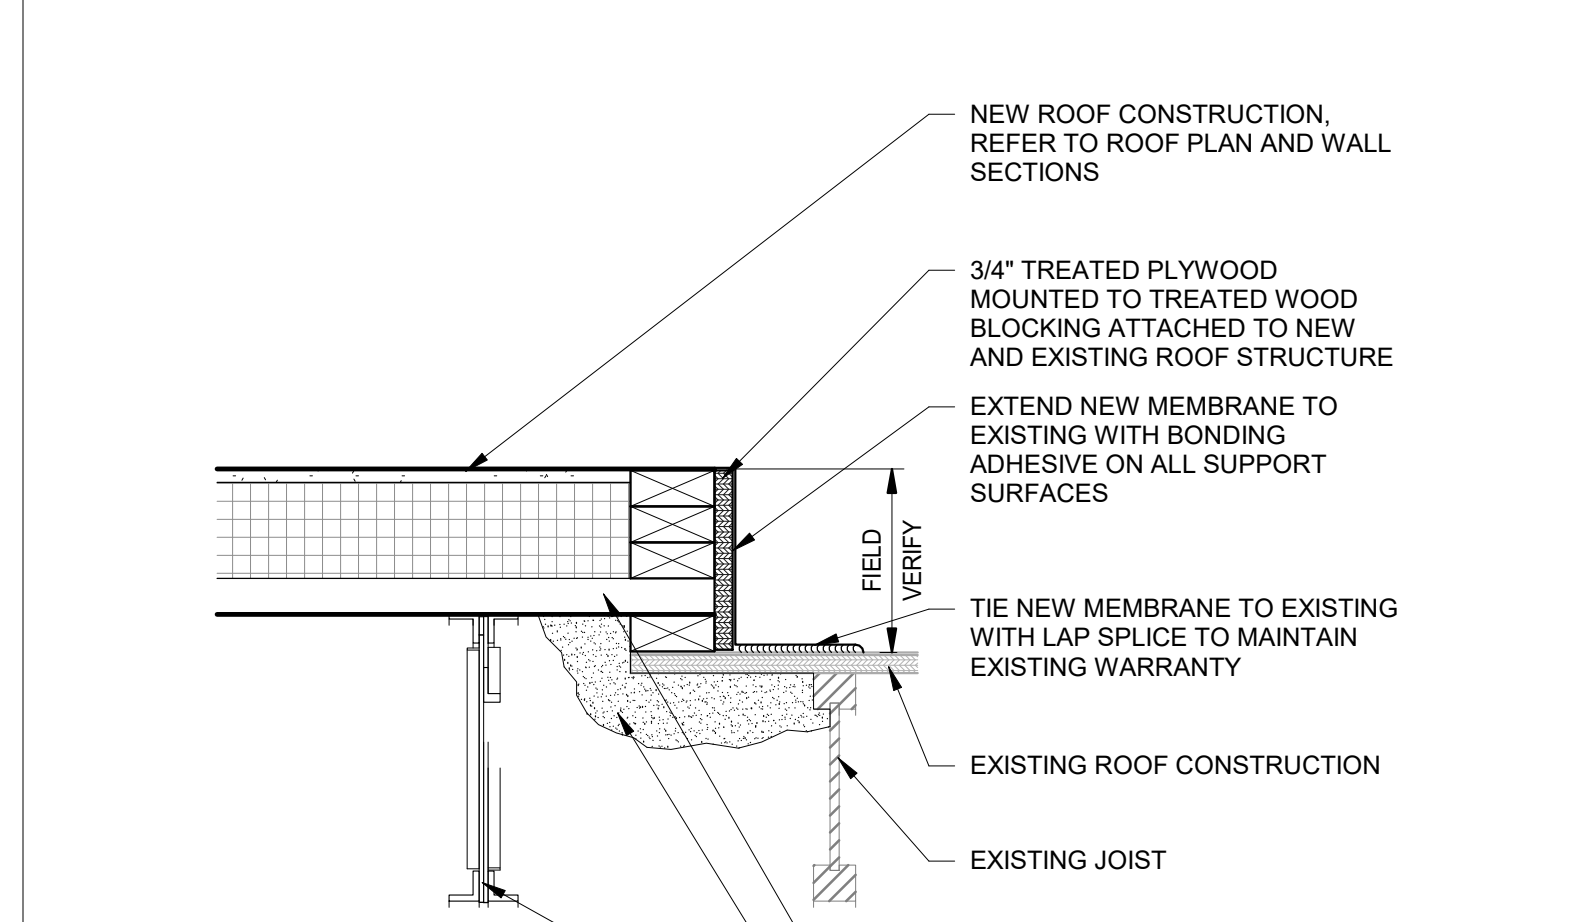 NEW ROOF CONSTRUCTION,
REFER TO ROOF PLAN AND WALL
SECTIONS
3/4" TREATED PLYWOOD
MOUNTED TO TREATED WOOD
BLOCKING ATTACHED TO NEW
AND EXISTING ROOF STRUCTURE
EXTEND NEW MEMBRANE TO
EXISTING WITH BONDING
ADHESIVE ON ALL SUPPORT
SURFACES
FIELD
VERIFY
TIE NEW MEMBRANE TO EXISTING
WITH LAP SPLICE TO MAINTAIN
EXISTING WARRANTY
EXISTING ROOF CONSTRUCTION
EXISTING JOIST